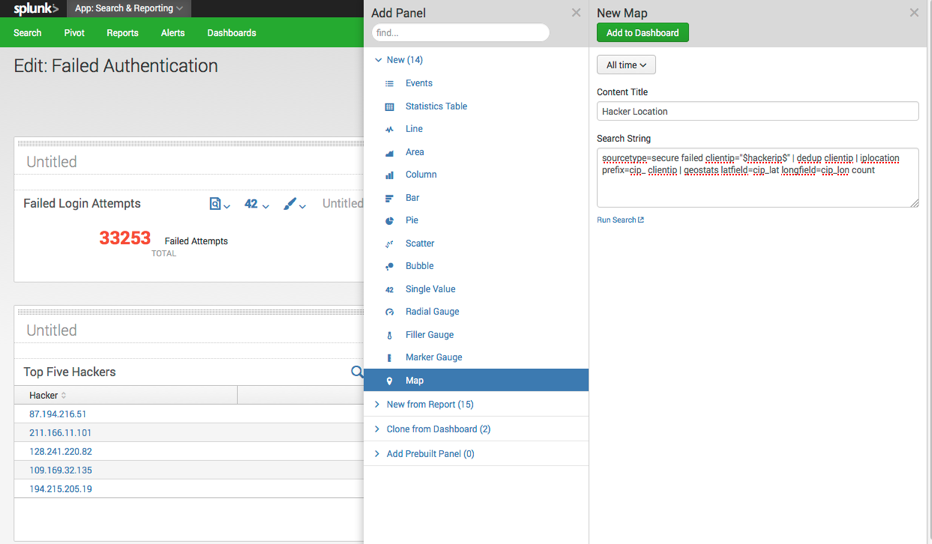 splunk>
App: Search & Reporting
Search
Pivot
Reports
Alerts
Dashboards
Edit: Failed Authentication
Untitled
Failed Login Attempts
42
Untitled
33253
Failed Attempts
TOTAL
Untitled
Top Five Hackers
Hacker
87.194.216.51
211.166.11.101
128.241.220.82
109.169.32.135
194.215.205.19
Add Panel
find...
New (14)
Events
Statistics Table
Line
Area
Column
Bar
Pie
Scatter
Bubble
42 Single Value
Radial Gauge
Filler Gauge
Marker Gauge
Map
New from Report (15)
Clone from Dashboard (2)
Add Prebuilt Panel (0)
New Map
Add to Dashboard
All time
Content Title
Hacker Location
Search String
sourcetype=secure failed clientip="$hackerip$" | dedup clientip | iplocation
prefix=cip_ clientip | geostats latfield=cip_lat longfield=cip_lon count
Run Search